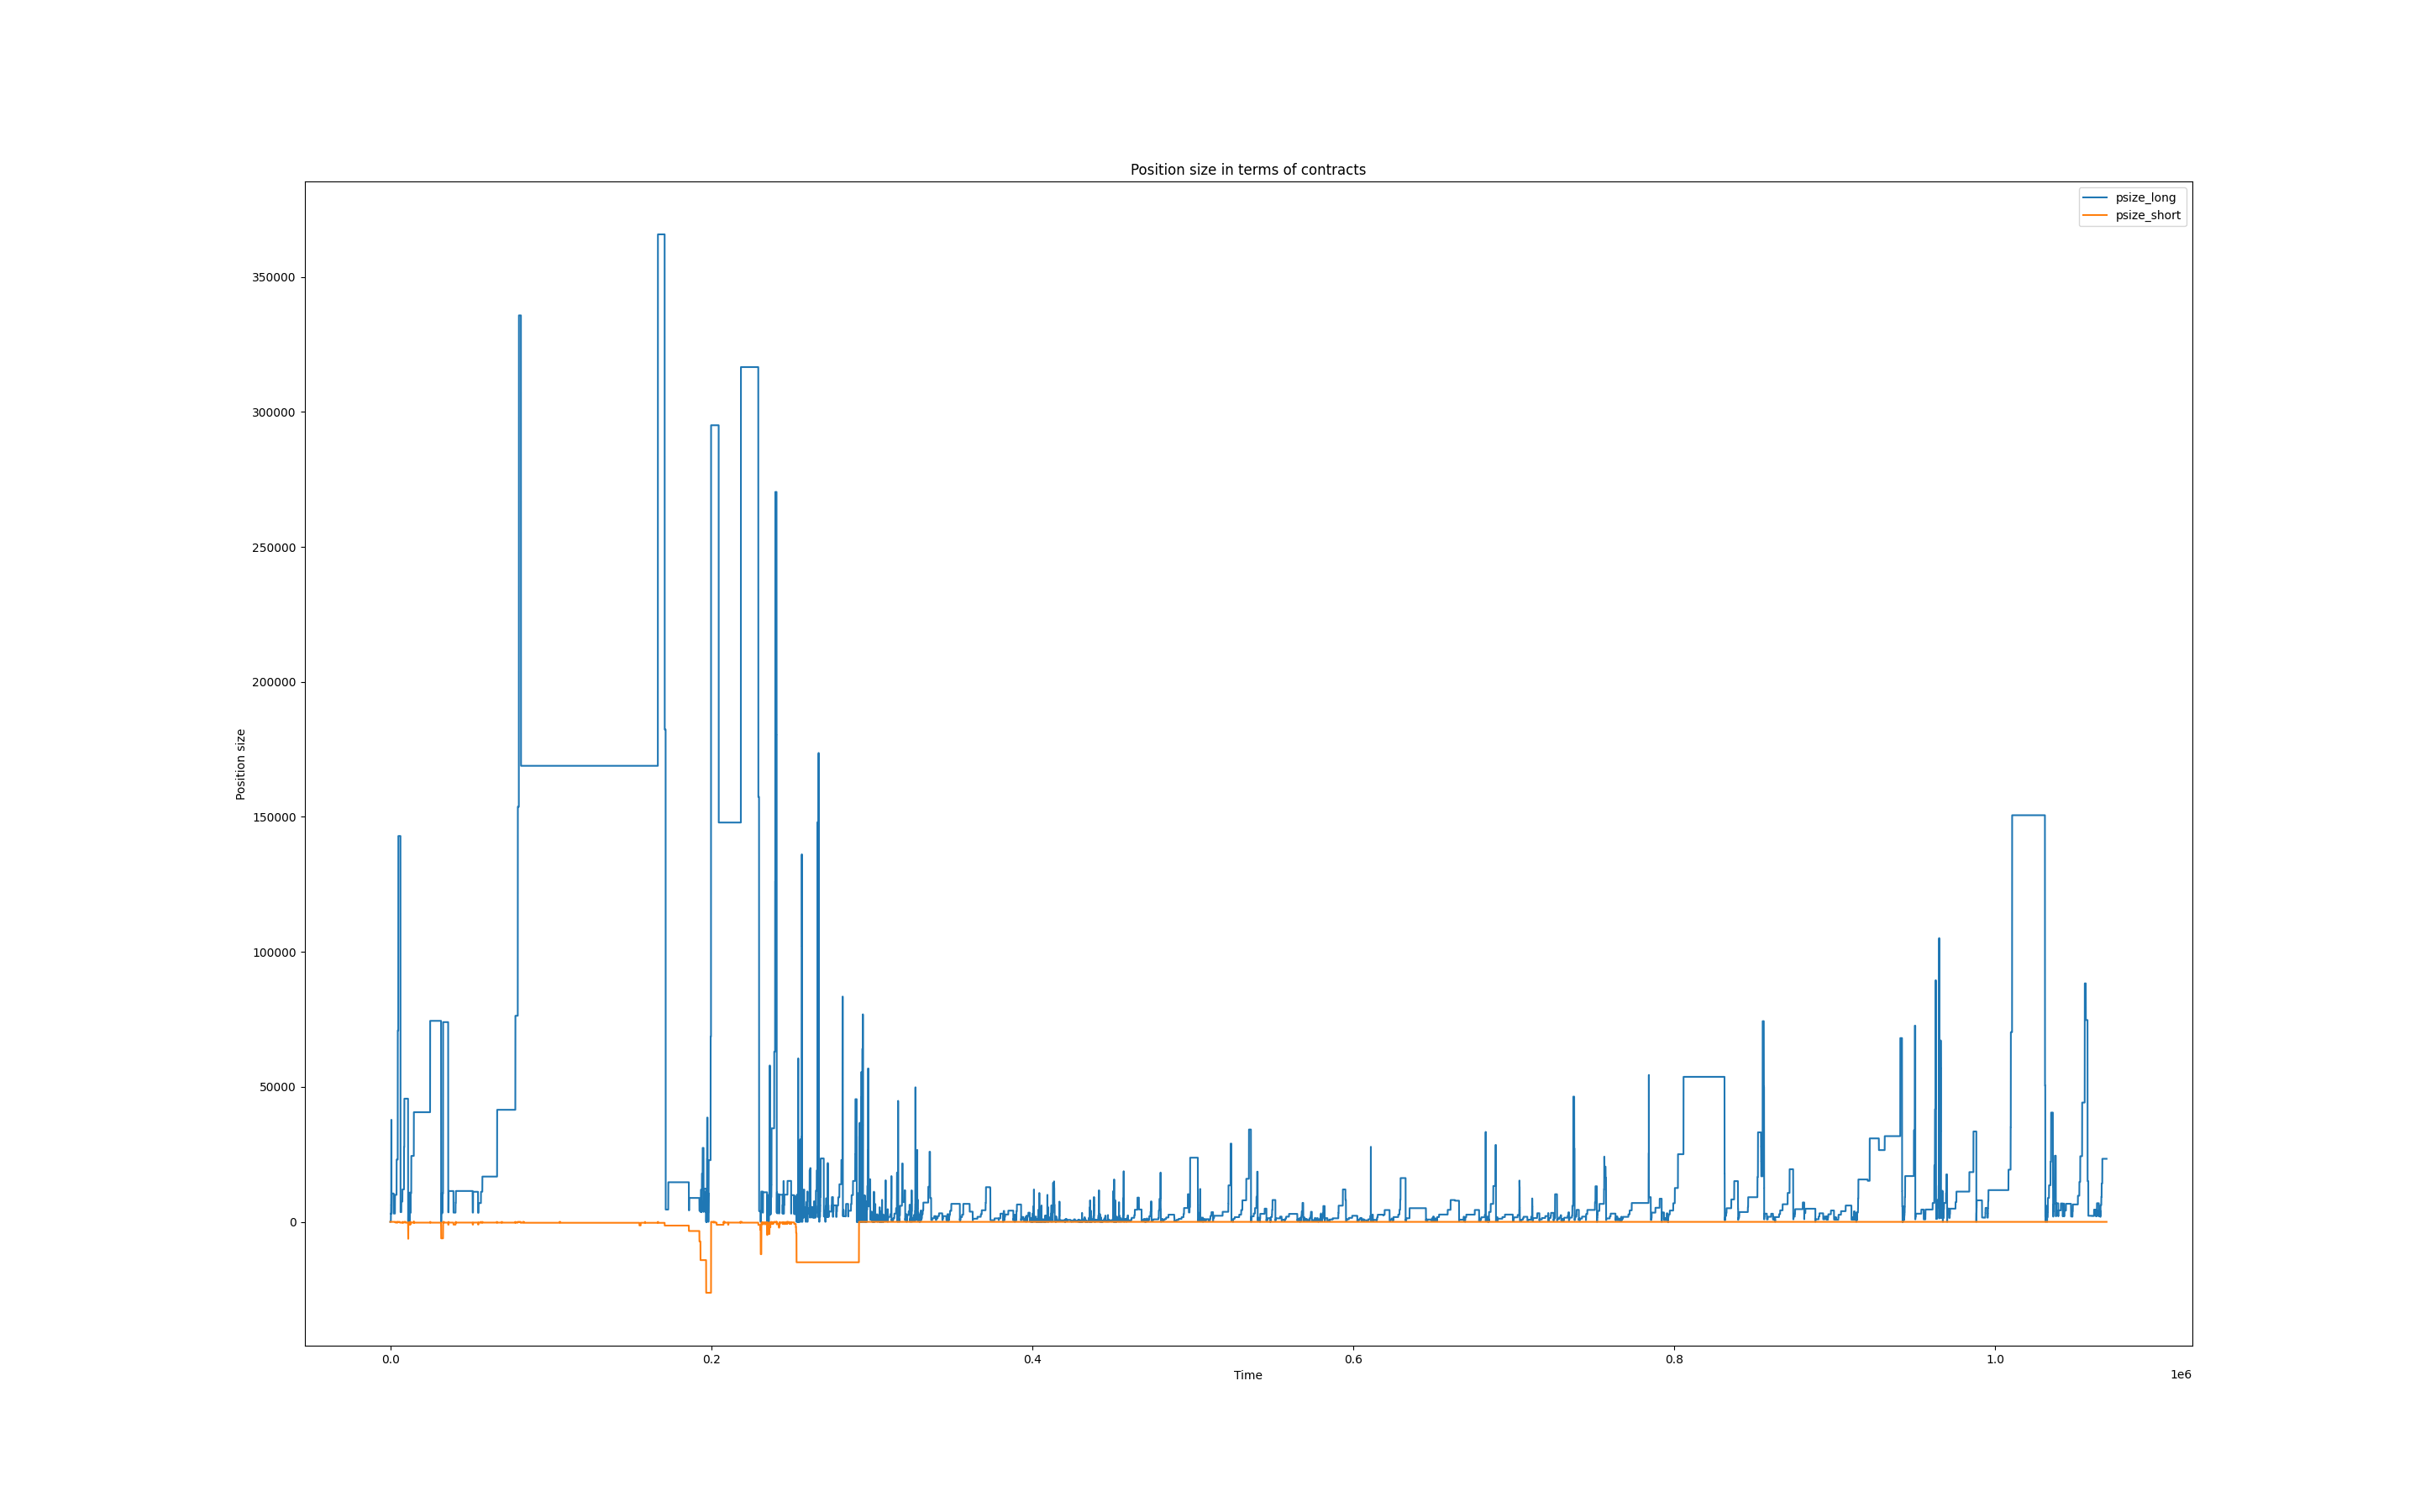 Position size in terms of contracts
psize_long
psize_short
350000
300000
250000
200000
150000
100000
50000
0
Position size
0.0
0.2
0.4
0.6
0.8
1.0
Time
1e6